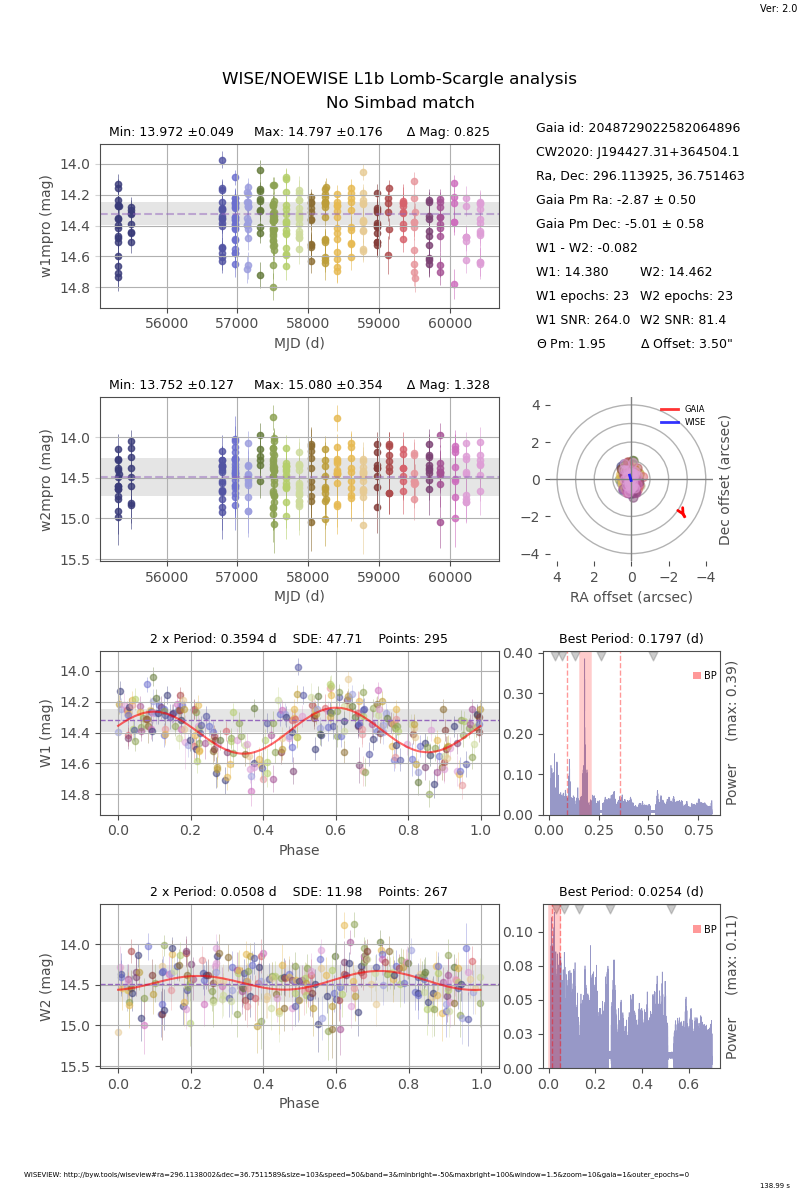 Ver: 2.0
WISE/NOEWISE L1b Lomb-Scargle analysis
No Simbad match
Min: 13.972 ±0.049 Max: 14.797 ±0.176 Δ Mag: 0.825
w1mpro (mag)
14.0
14.2
14.4
14.6
14.8
56000 57000 58000 59000 60000
MJD (d)
Gaia id: 2048729022582064896
CW2020: J194427.31+364504.1
Ra, Dec: 296.113925, 36.751463
Gaia Pm Ra: -2.87 ± 0.50
Gaia Pm Dec: -5.01 ± 0.58
W1 - W2: -0.082
W1: 14.380 W2: 14.462
W1 epochs: 23 W2 epochs: 23
W1 SNR: 264.0 W2 SNR: 81.4
Θ Pm: 1.95 Δ Offset: 3.50"
Min: 13.752 ±0.127 Max: 15.080 ±0.354 Δ Mag: 1.328
w2mpro (mag)
14.0
14.5
15.0
15.5
56000 57000 58000 59000 60000
MJD (d)
GAIA
WISE
4
2
0
−2
−4
4 2 0 −2 −4
RA offset (arcsec)
Dec offset (arcsec)
2 x Period: 0.3594 d SDE: 47.71 Points: 295
W1 (mag)
14.0
14.2
14.4
14.6
14.8
0.0 0.2 0.4 0.6 0.8 1.0
Phase
Best Period: 0.1797 (d)
BP
0.40
0.30
0.20
0.10
0.00
0.00 0.25 0.50 0.75
Power (max: 0.39)
2 x Period: 0.0508 d SDE: 11.98 Points: 267
W2 (mag)
14.0
14.5
15.0
15.5
0.0 0.2 0.4 0.6 0.8 1.0
Phase
Best Period: 0.0254 (d)
BP
0.10
0.08
0.05
0.03
0.00
0.0 0.2 0.4 0.6
Power (max: 0.11)
WISEVIEW: http://byw.tools/wiseview#ra=296.1138002&dec=36.7511589&size=103&speed=50&band=3&minbright=-50&maxbright=100&window=1.5&zoom=10&gaia=1&outer_epochs=0
138.99 s